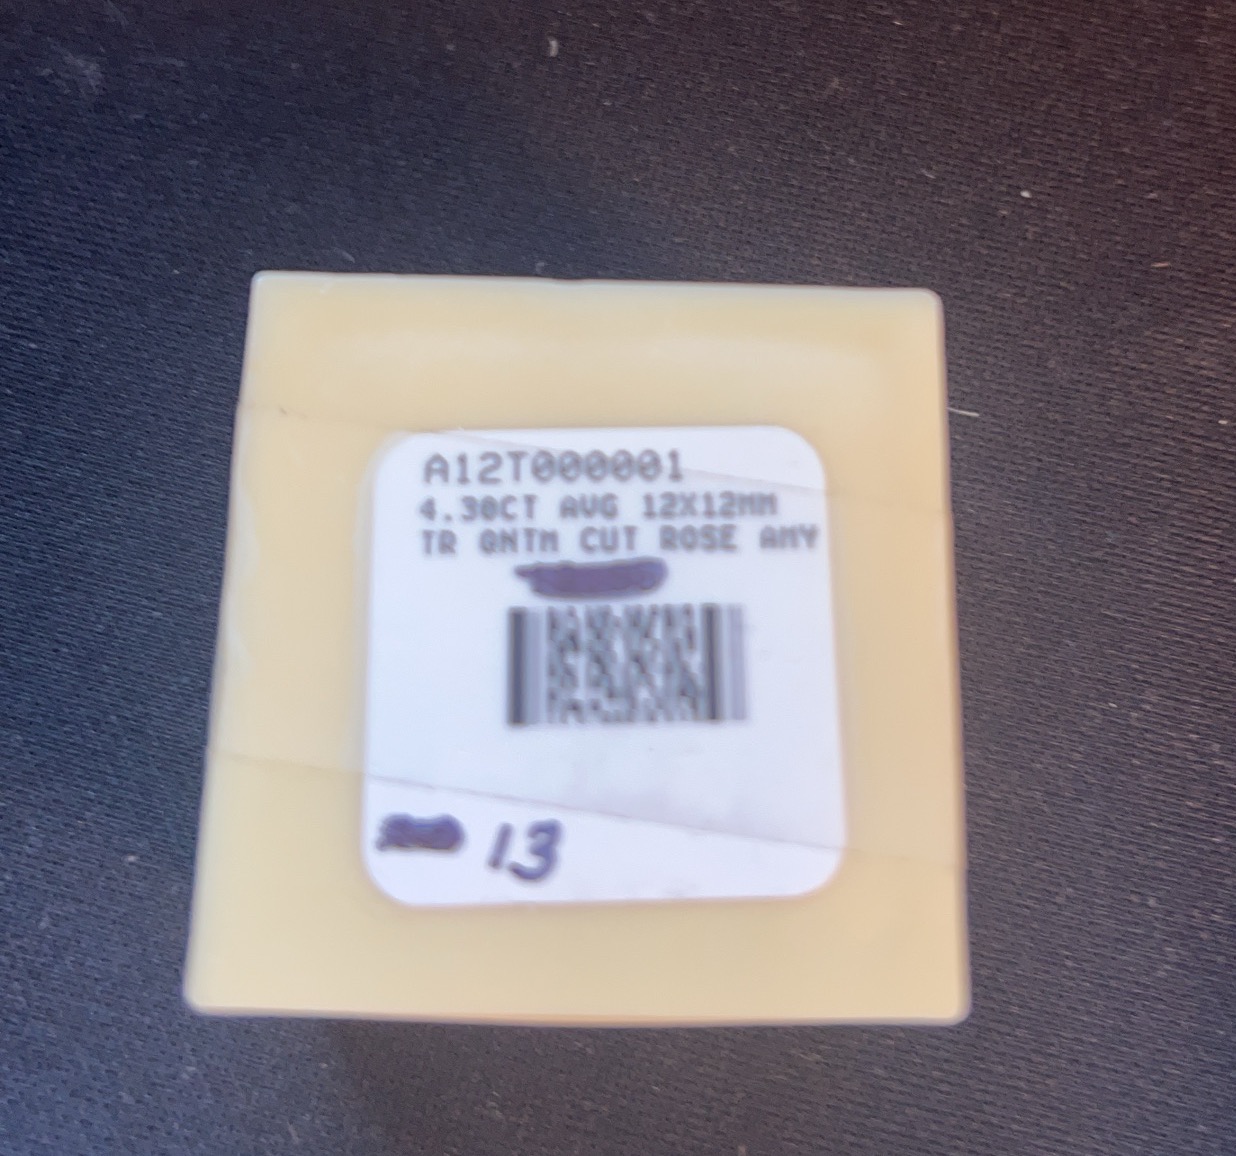 A12T000001
4.30CT AVG 12X12MM
TR QNTM CUT ROSE AMY
13